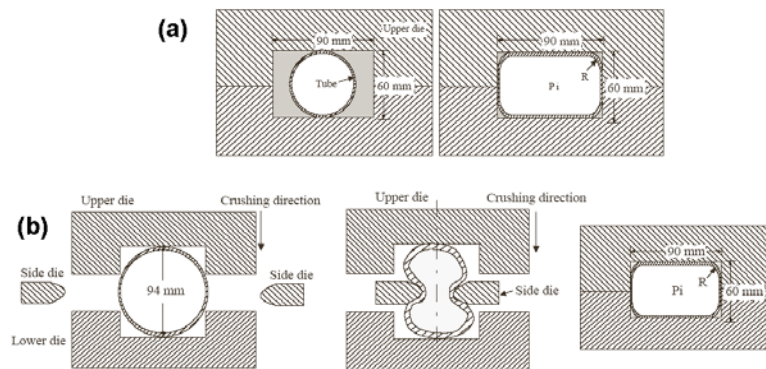 (a)
90 mm
Upper die
Tube
60 mm
90 mm
R
Pi
60 mm
(b)
Upper die
Crushing direction
Side die
94 mm
Side die
Lower die
Upper die
Crushing direction
Side die
90 mm
R
Pi
60 mm